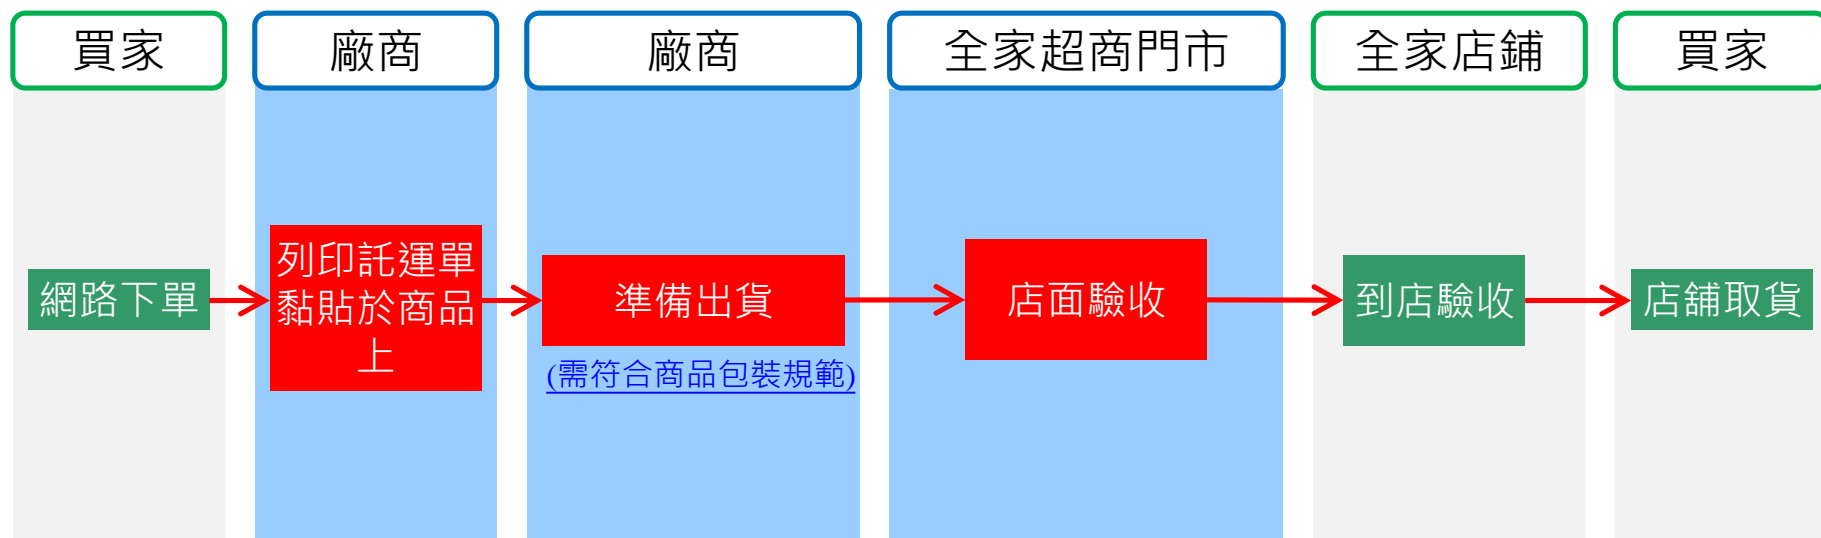 買家
廠商
廠商
全家超商門市
全家店鋪
買家
網路下單
列印託運單
黏貼於商品
上
準備出貨
(需符合商品包裝規範)
店面驗收
到店驗收
店舖取貨